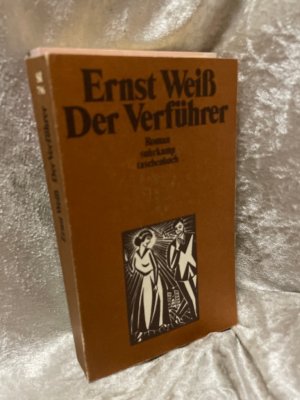 Ernst Weiß
Der Verführer
Roman
suhrkamp
taschenbuch
Ernst Weiß Der Verführer